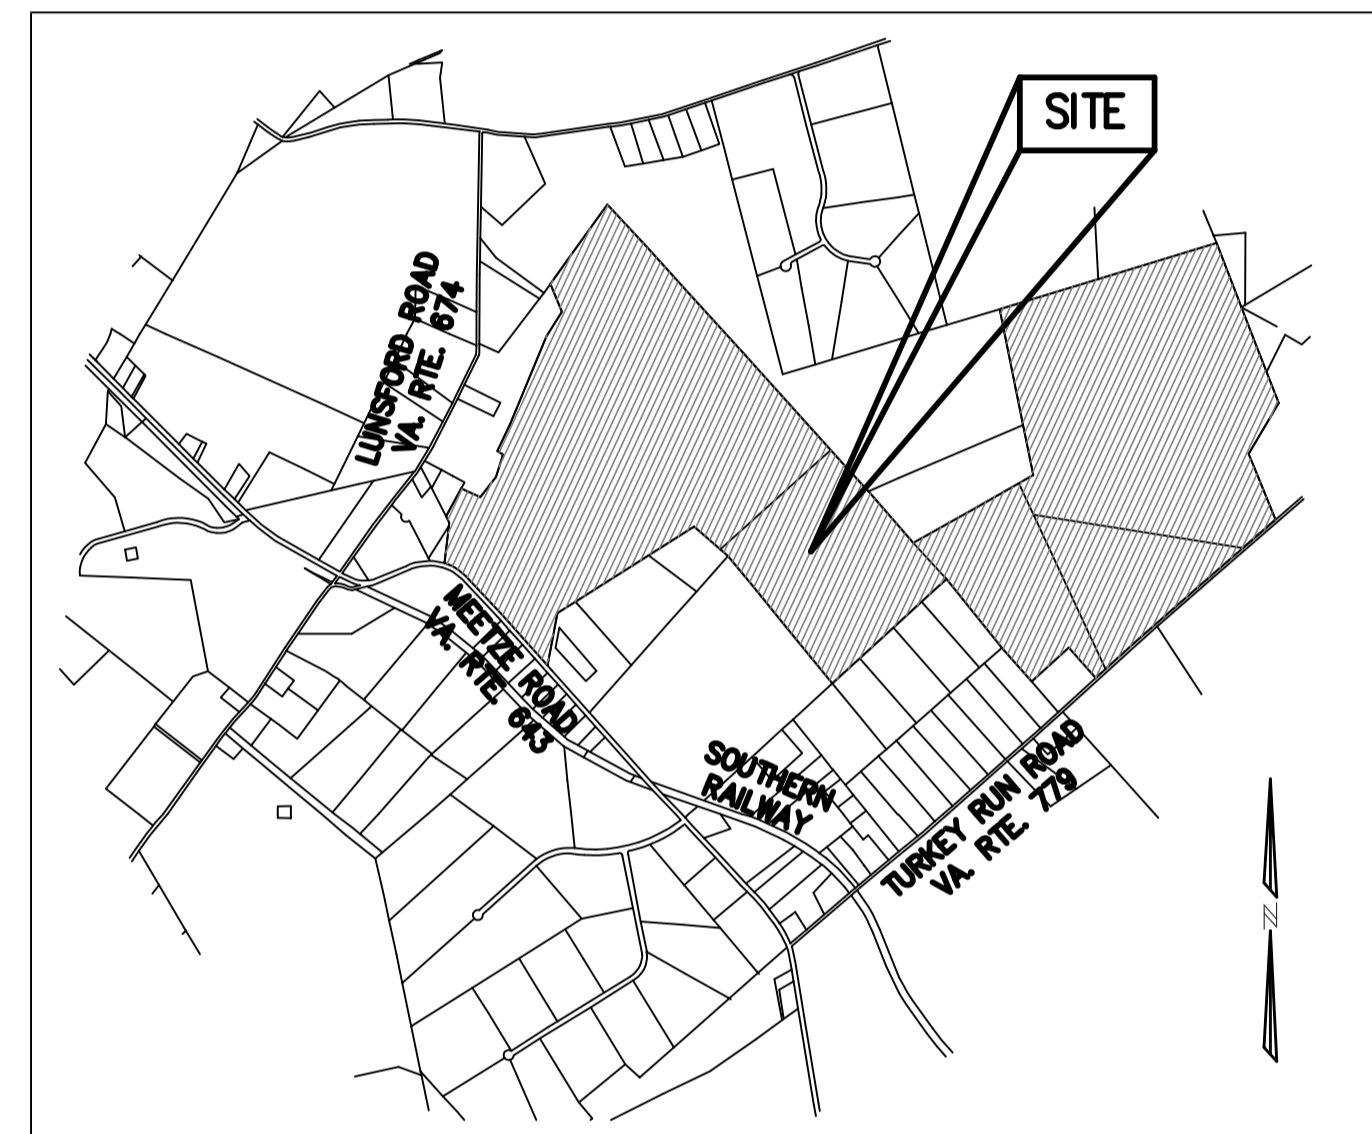 SITE
LUNSFORD ROAD
VA. RTE. 674
MEETZE ROAD
VA. RTE. 643
SOUTHERN
RAILWAY
TURKEY RUN ROAD
VA. RTE. 779
N